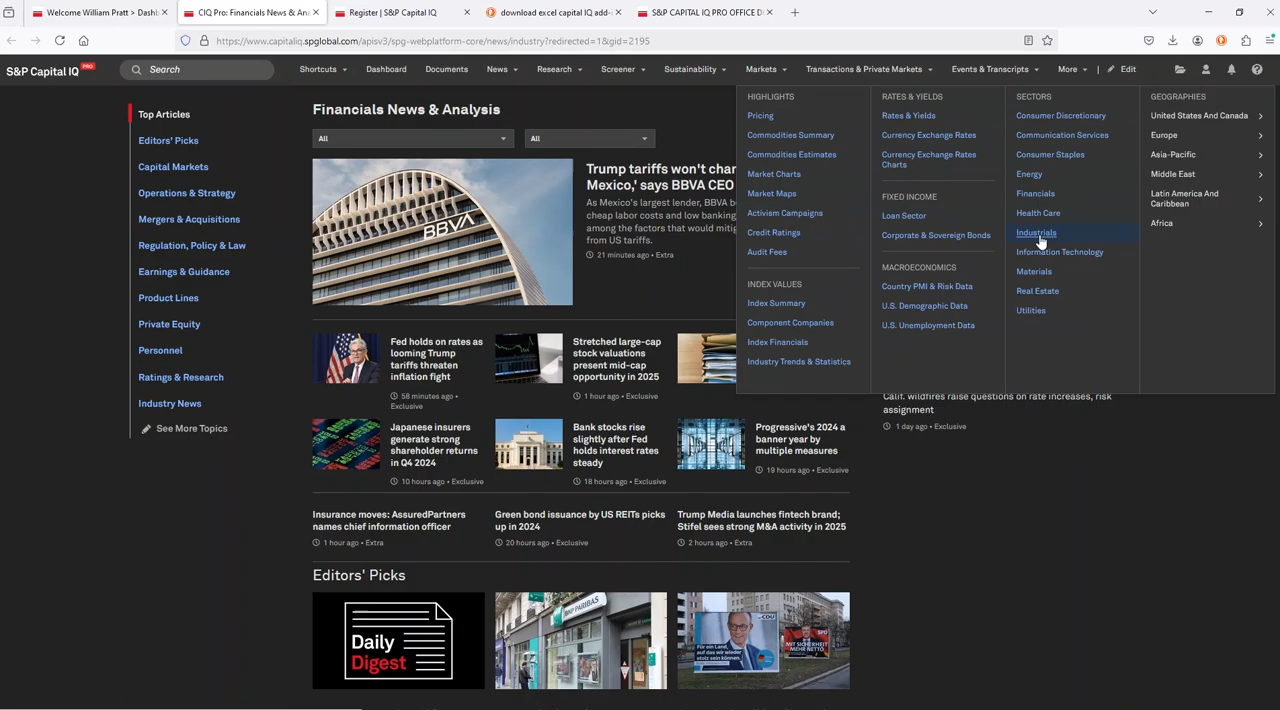 Welcome William Pratt > Dashb
CIQ Pro: Financials News & Ana
Register | S&P Capital IQ
download excel capital IQ add-i
S&P CAPITAL IQ PRO OFFICE D
https://www.capitaliq.spglobal.com/apisv3/spg-webplatform-core/news/industry?redirected=1&gid=2195
S&P Capital IQ PRO
Search
Shortcuts
Dashboard
Documents
News
Research
Screener
Sustainability
Markets
Transactions & Private Markets
Events & Transcripts
More
Edit
Top Articles
Editors' Picks
Capital Markets
Operations & Strategy
Mergers & Acquisitions
Regulation, Policy & Law
Earnings & Guidance
Product Lines
Private Equity
Personnel
Ratings & Research
Industry News
See More Topics
Financials News & Analysis
All
All
BBVA
Trump tariffs won't char
Mexico,' says BBVA CEO
As Mexico's largest lender, BBVA b
cheap labor costs and low banking
among the factors that would mitig
from US tariffs.
21 minutes ago • Extra
HIGHLIGHTS
Pricing
Commodities Summary
Commodities Estimates
Market Charts
Market Maps
Activism Campaigns
Credit Ratings
Audit Fees
INDEX VALUES
Index Summary
Component Companies
Index Financials
Industry Trends & Statistics
RATES & YIELDS
Rates & Yields
Currency Exchange Rates
Currency Exchange Rates
Charts
FIXED INCOME
Loan Sector
Corporate & Sovereign Bonds
MACROECONOMICS
Country PMI & Risk Data
U.S. Demographic Data
U.S. Unemployment Data
SECTORS
Consumer Discretionary
Communication Services
Consumer Staples
Energy
Financials
Health Care
Industrials
Information Technology
Materials
Real Estate
Utilities
GEOGRAPHIES
United States And Canada
Europe
Asia-Pacific
Middle East
Latin America And
Caribbean
Africa
Fed holds on rates as
looming Trump
tariffs threaten
inflation fight
58 minutes ago •
Exclusive
Stretched large-cap
stock valuations
present mid-cap
opportunity in 2025
1 hour ago • Exclusive
Calif. wildfires raise questions on rate increases, risk
assignment
1 day ago • Exclusive
Japanese insurers
generate strong
shareholder returns
in Q4 2024
10 hours ago • Exclusive
Bank stocks rise
slightly after Fed
holds interest rates
steady
18 hours ago • Exclusive
Progressive's 2024 a
banner year by
multiple measures
19 hours ago • Exclusive
Insurance moves: AssuredPartners
names chief information officer
1 hour ago • Extra
Green bond issuance by US REITs picks
up in 2024
20 hours ago • Exclusive
Trump Media launches fintech brand;
Stifel sees strong M&A activity in 2025
2 hours ago • Extra
Editors' Picks
Daily
Digest
BNP PARIBAS
CDU
SPD